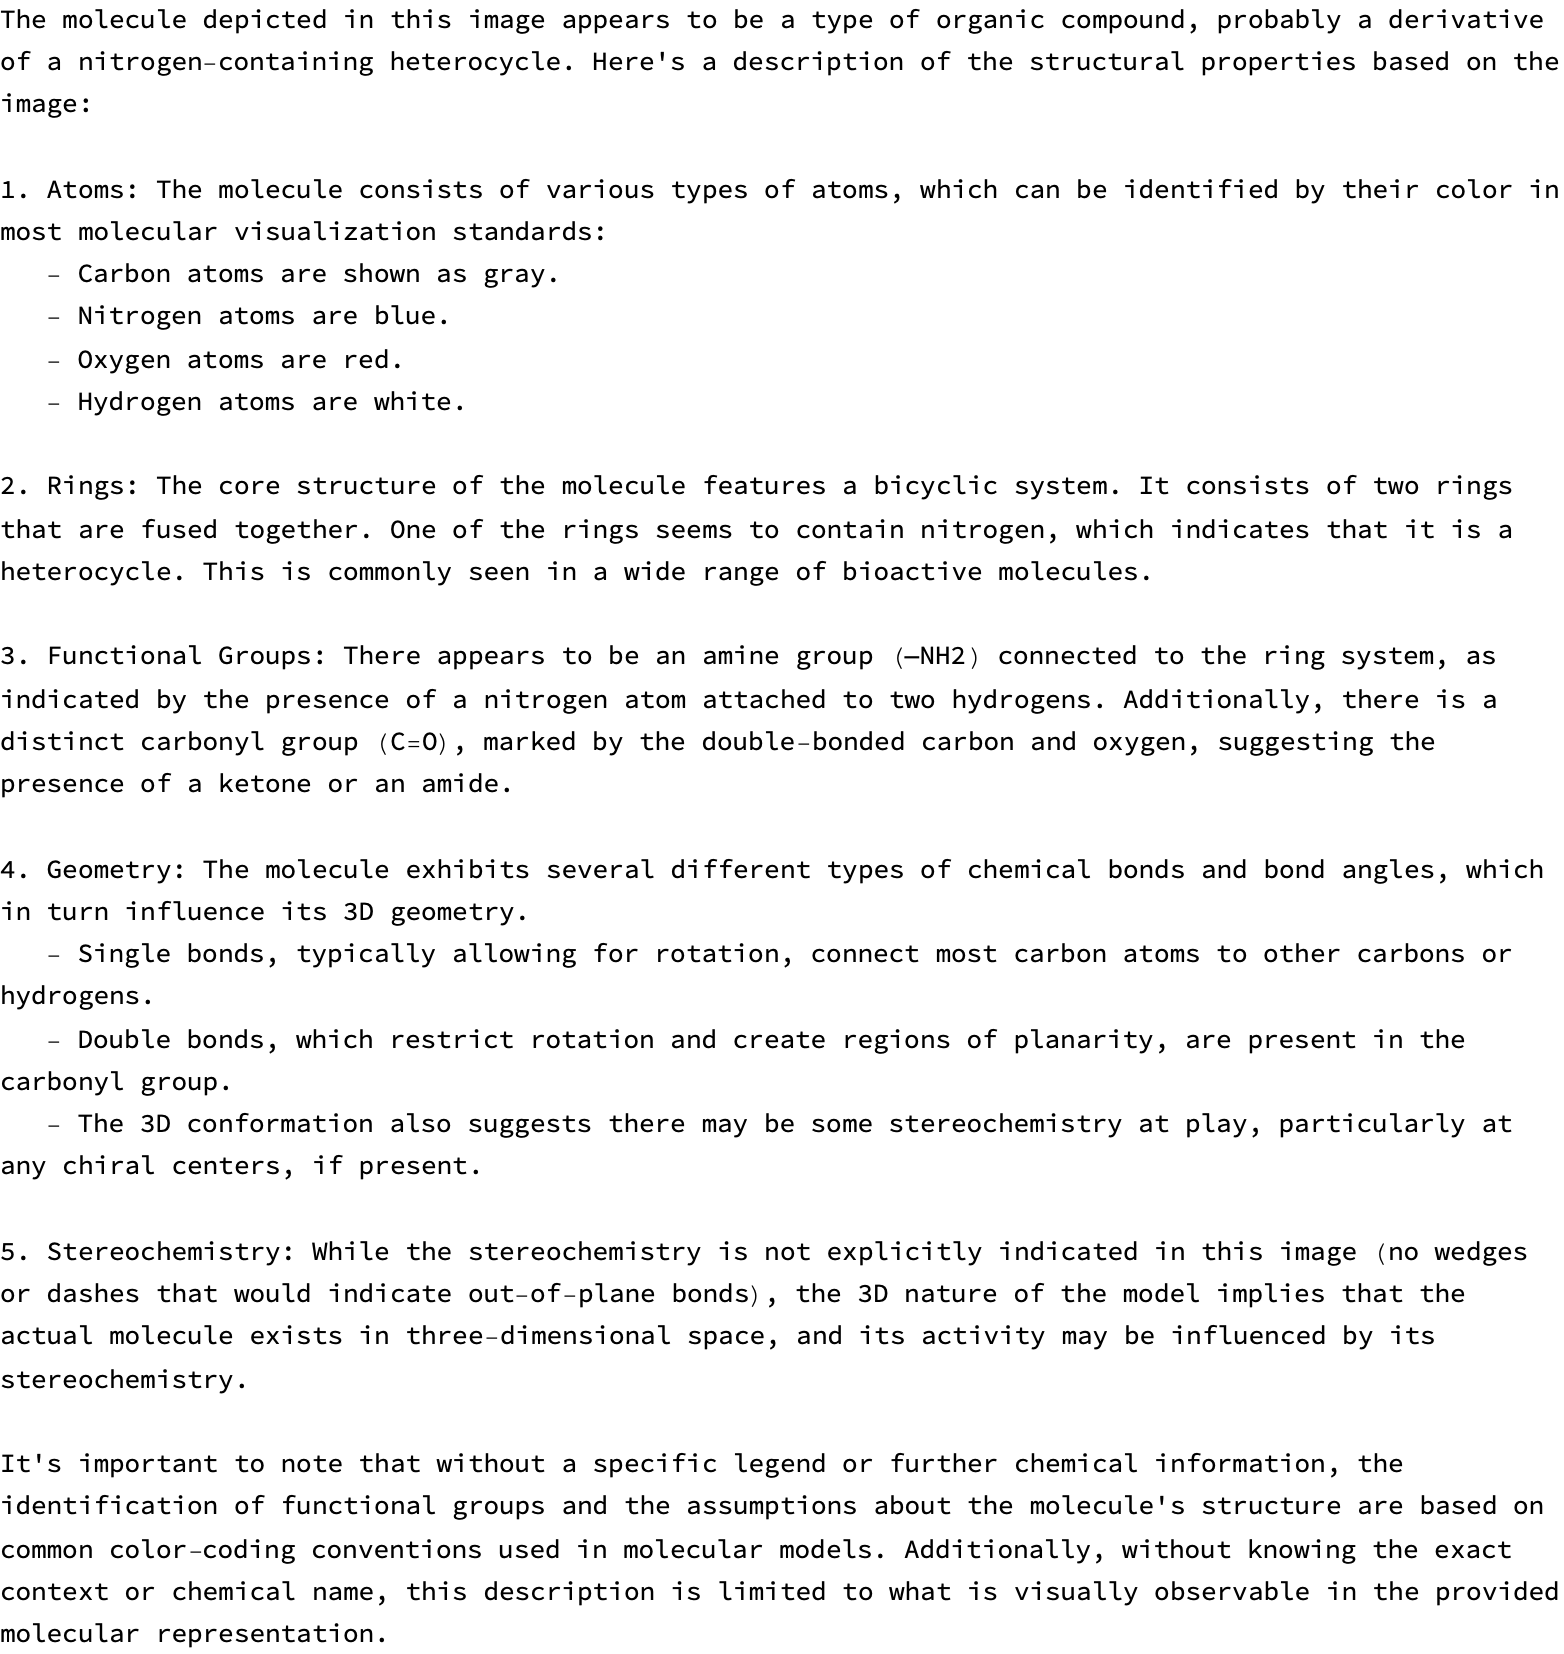 The molecule depicted in this image appears to be a type of organic compound, probably a derivative
of a nitrogen-containing heterocycle. Here's a description of the structural properties based on the
image:

1. Atoms: The molecule consists of various types of atoms, which can be identified by their color in
most molecular visualization standards:
   - Carbon atoms are shown as gray.
   - Nitrogen atoms are blue.
   - Oxygen atoms are red.
   - Hydrogen atoms are white.

2. Rings: The core structure of the molecule features a bicyclic system. It consists of two rings
that are fused together. One of the rings seems to contain nitrogen, which indicates that it is a
heterocycle. This is commonly seen in a wide range of bioactive molecules.

3. Functional Groups: There appears to be an amine group (–NH2) connected to the ring system, as
indicated by the presence of a nitrogen atom attached to two hydrogens. Additionally, there is a
distinct carbonyl group (C=O), marked by the double-bonded carbon and oxygen, suggesting the
presence of a ketone or an amide.

4. Geometry: The molecule exhibits several different types of chemical bonds and bond angles, which
in turn influence its 3D geometry.
   - Single bonds, typically allowing for rotation, connect most carbon atoms to other carbons or
hydrogens.
   - Double bonds, which restrict rotation and create regions of planarity, are present in the
carbonyl group.
   - The 3D conformation also suggests there may be some stereochemistry at play, particularly at
any chiral centers, if present.

5. Stereochemistry: While the stereochemistry is not explicitly indicated in this image (no wedges
or dashes that would indicate out-of-plane bonds), the 3D nature of the model implies that the
actual molecule exists in three-dimensional space, and its activity may be influenced by its
stereochemistry.

It's important to note that without a specific legend or further chemical information, the
identification of functional groups and the assumptions about the molecule's structure are based on
common color-coding conventions used in molecular models. Additionally, without knowing the exact
context or chemical name, this description is limited to what is visually observable in the provided
molecular representation.